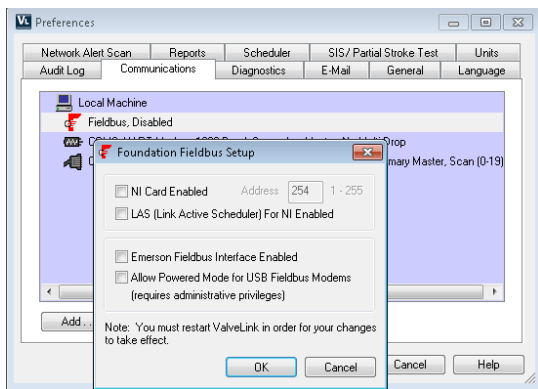 VL Preferences
Network Alert Scan Reports Scheduler SIS/Partial Stroke Test Units
Audit Log Communications Diagnostics E-Mail General Language
Local Machine
Fieldbus, Disabled
Drop
mary Master, Scan (0-19)
Foundation Fieldbus Setup
NI Card Enabled Address 254 1 - 255
LAS (Link Active Scheduler) For NI Enabled
Emerson Fieldbus Interface Enabled
Allow Powered Mode for USB Fieldbus Modems
(requires administrative privileges)
Note: You must restart ValveLink in order for your changes
to take effect.
OK Cancel
Add . . Cancel Help